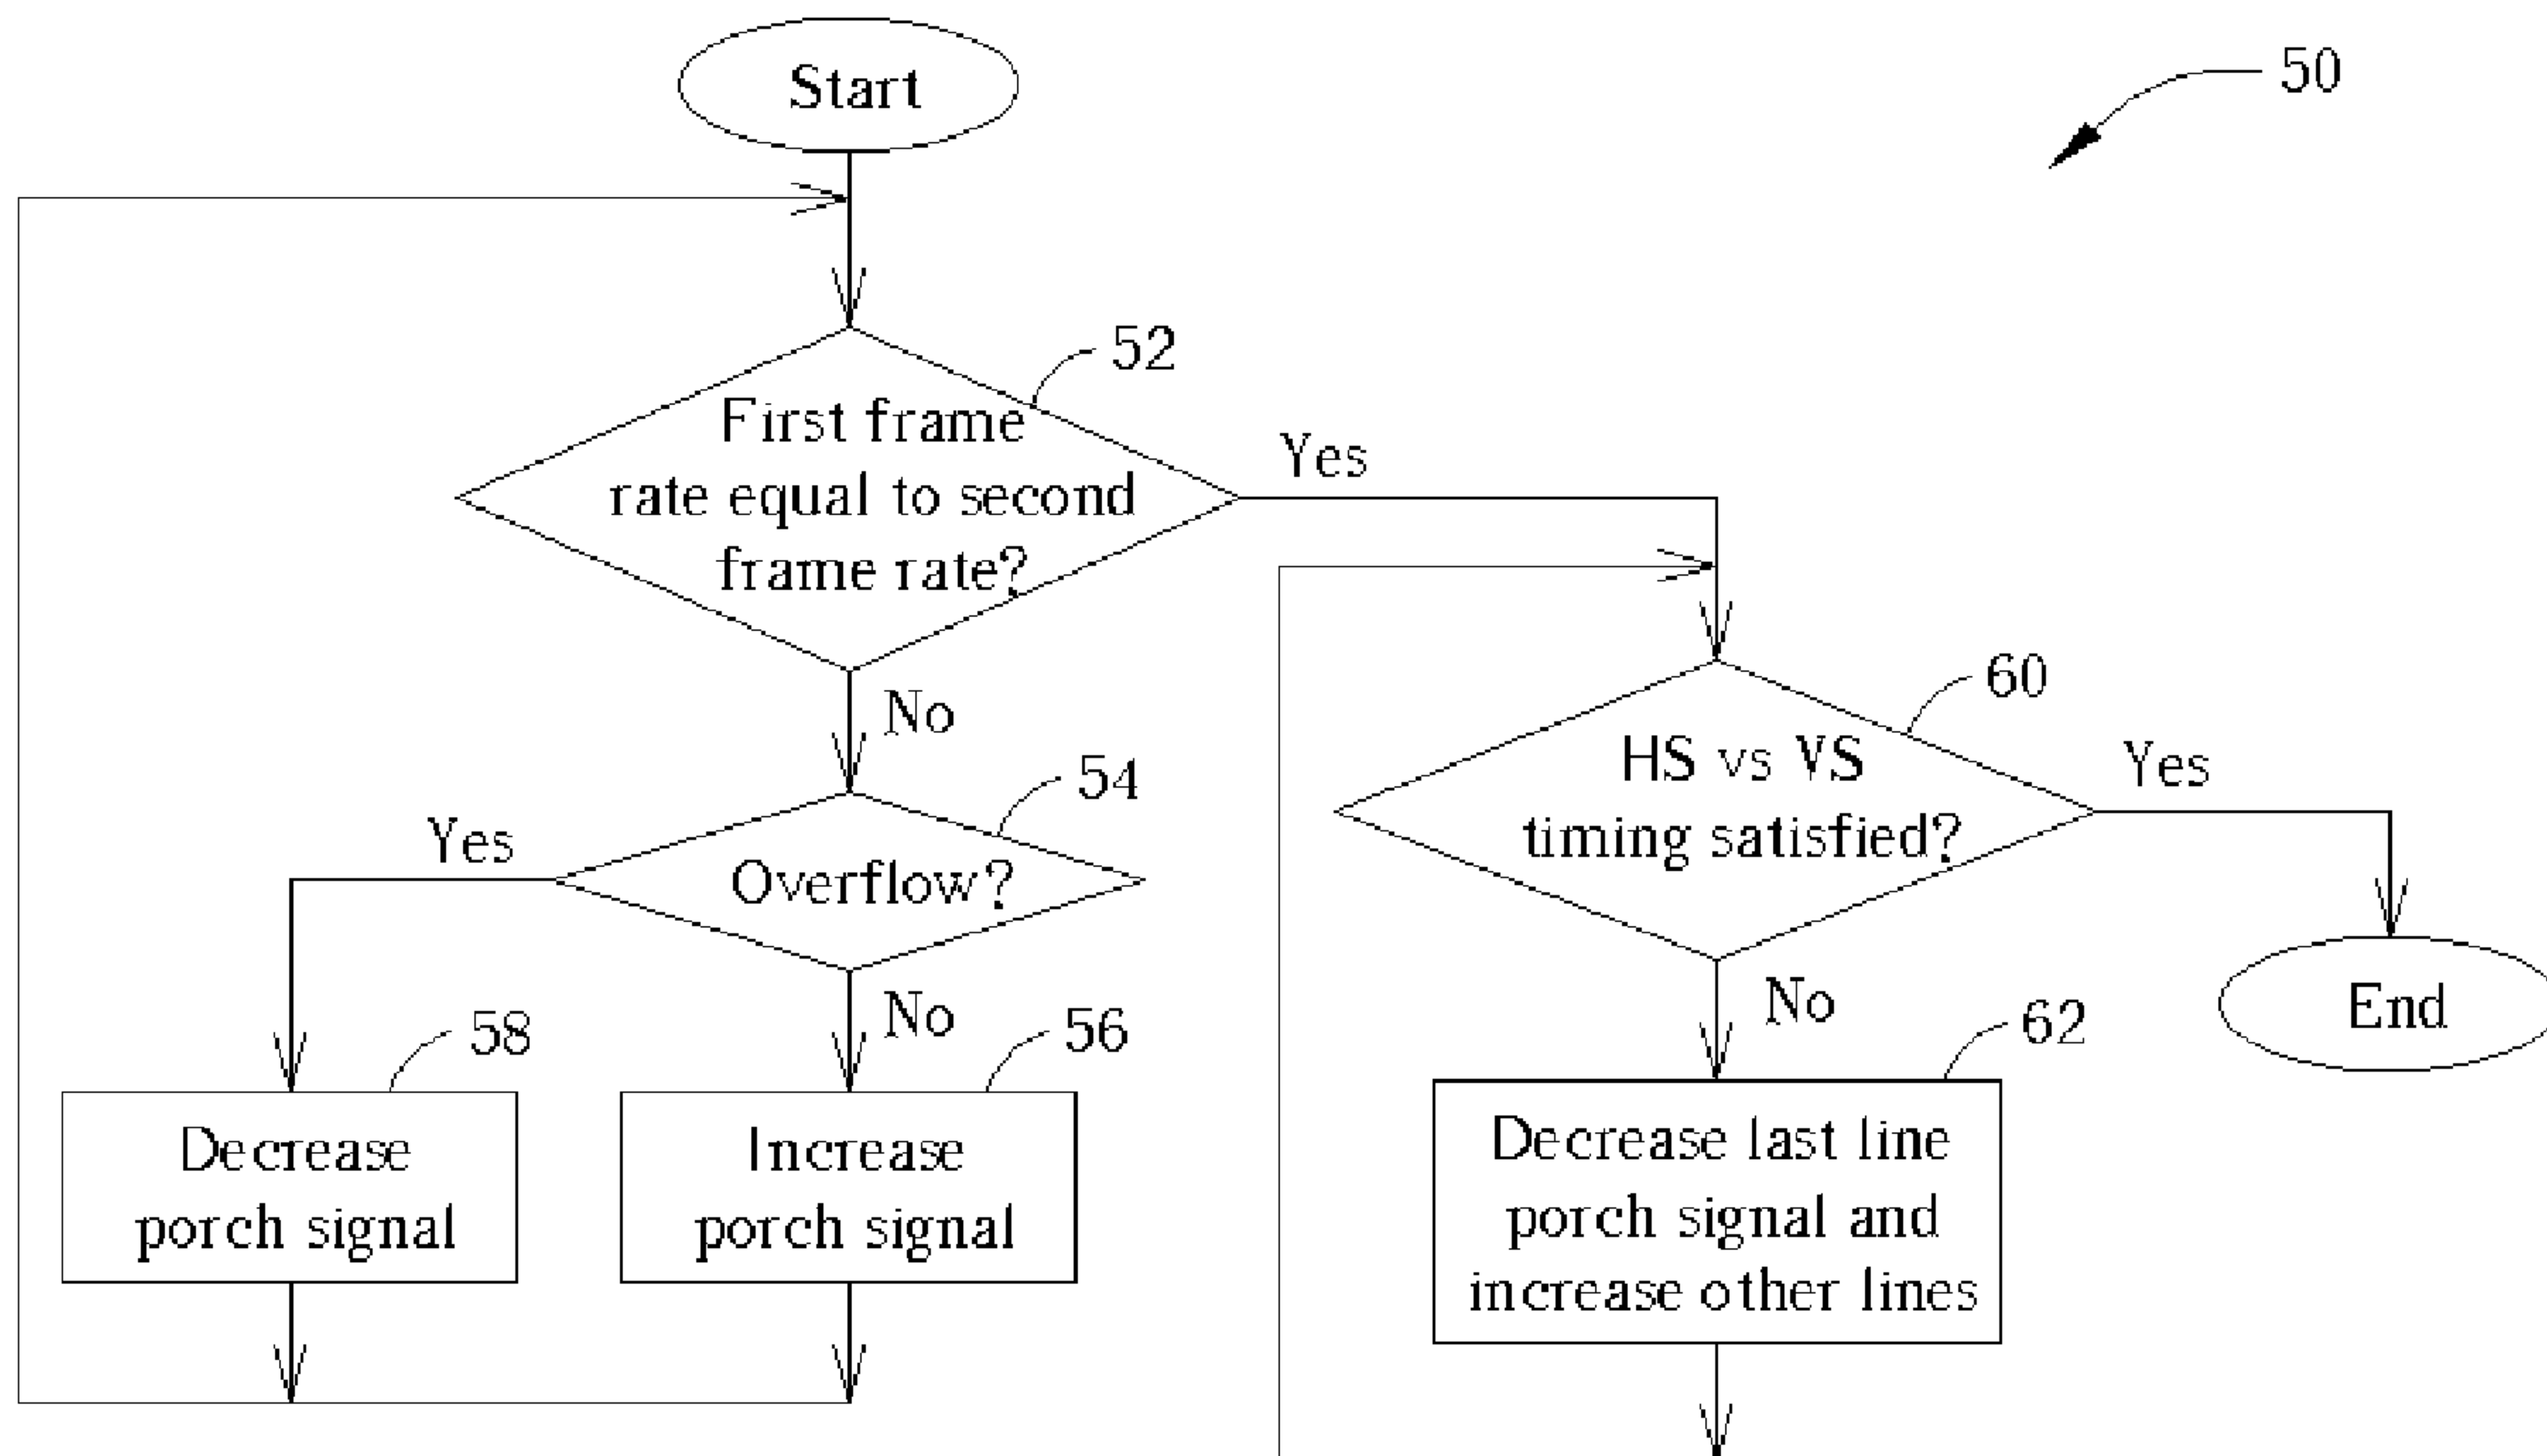 Start
50
52
First frame
rate equal to second
frame rate?
Yes
No
54
Overflow?
Yes
No
58
Decrease
porch signal
56
Increase
porch signal
60
HS vs VS
timing satisfied?
Yes
End
No
62
Decrease last line
porch signal and
increase other lines